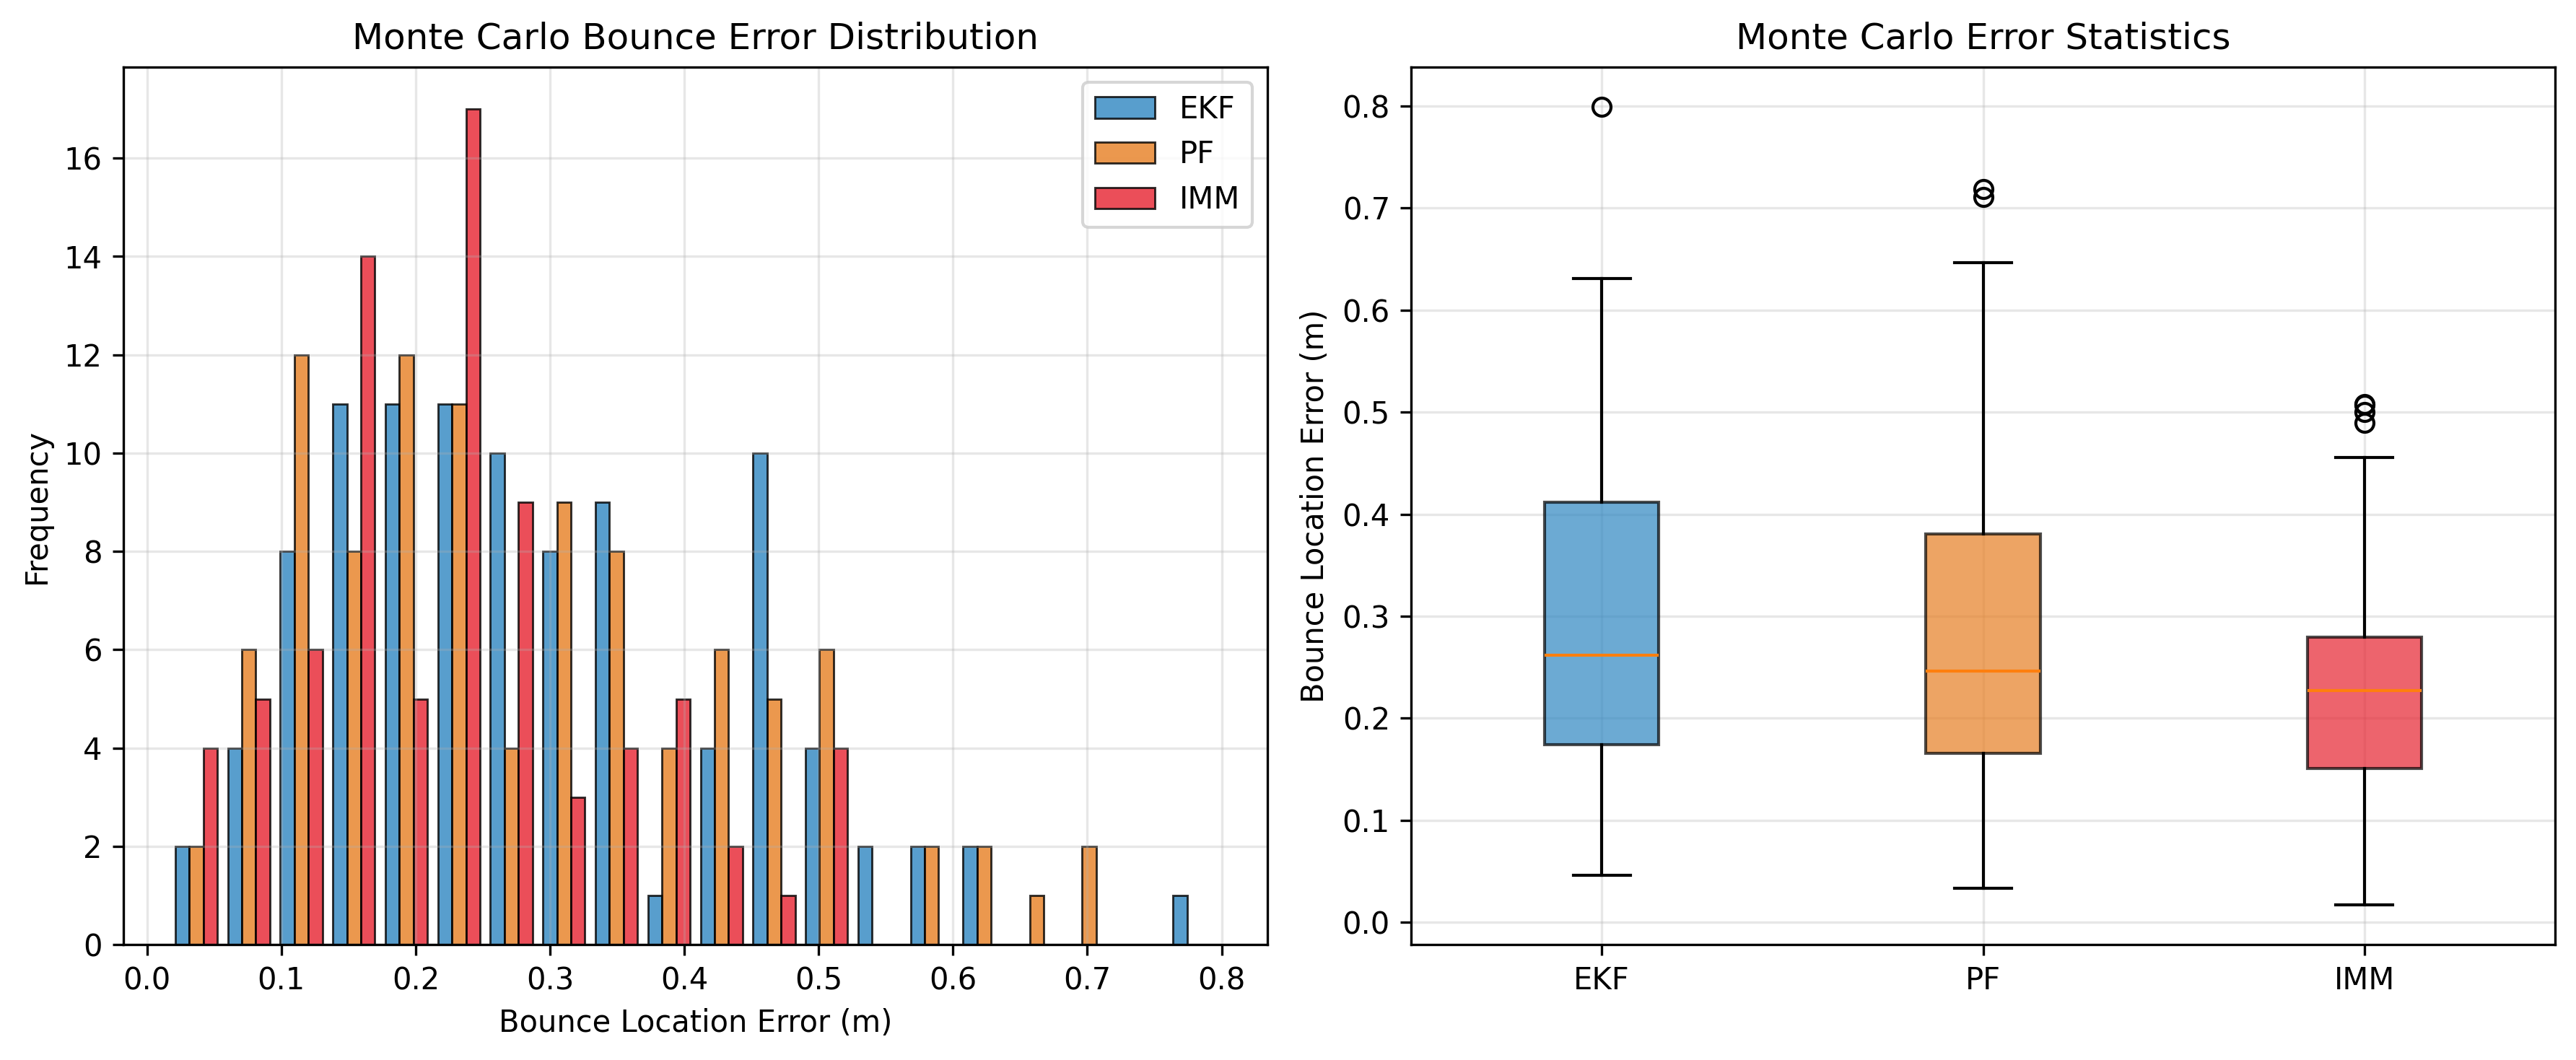 Monte Carlo Bounce Error Distribution
Frequency
16
14
12
10
8
6
4
2
0
0.0 0.1 0.2 0.3 0.4 0.5 0.6 0.7 0.8
Bounce Location Error (m)
EKF
PF
IMM
Monte Carlo Error Statistics
Bounce Location Error (m)
0.8
0.7
0.6
0.5
0.4
0.3
0.2
0.1
0.0
EKF PF IMM